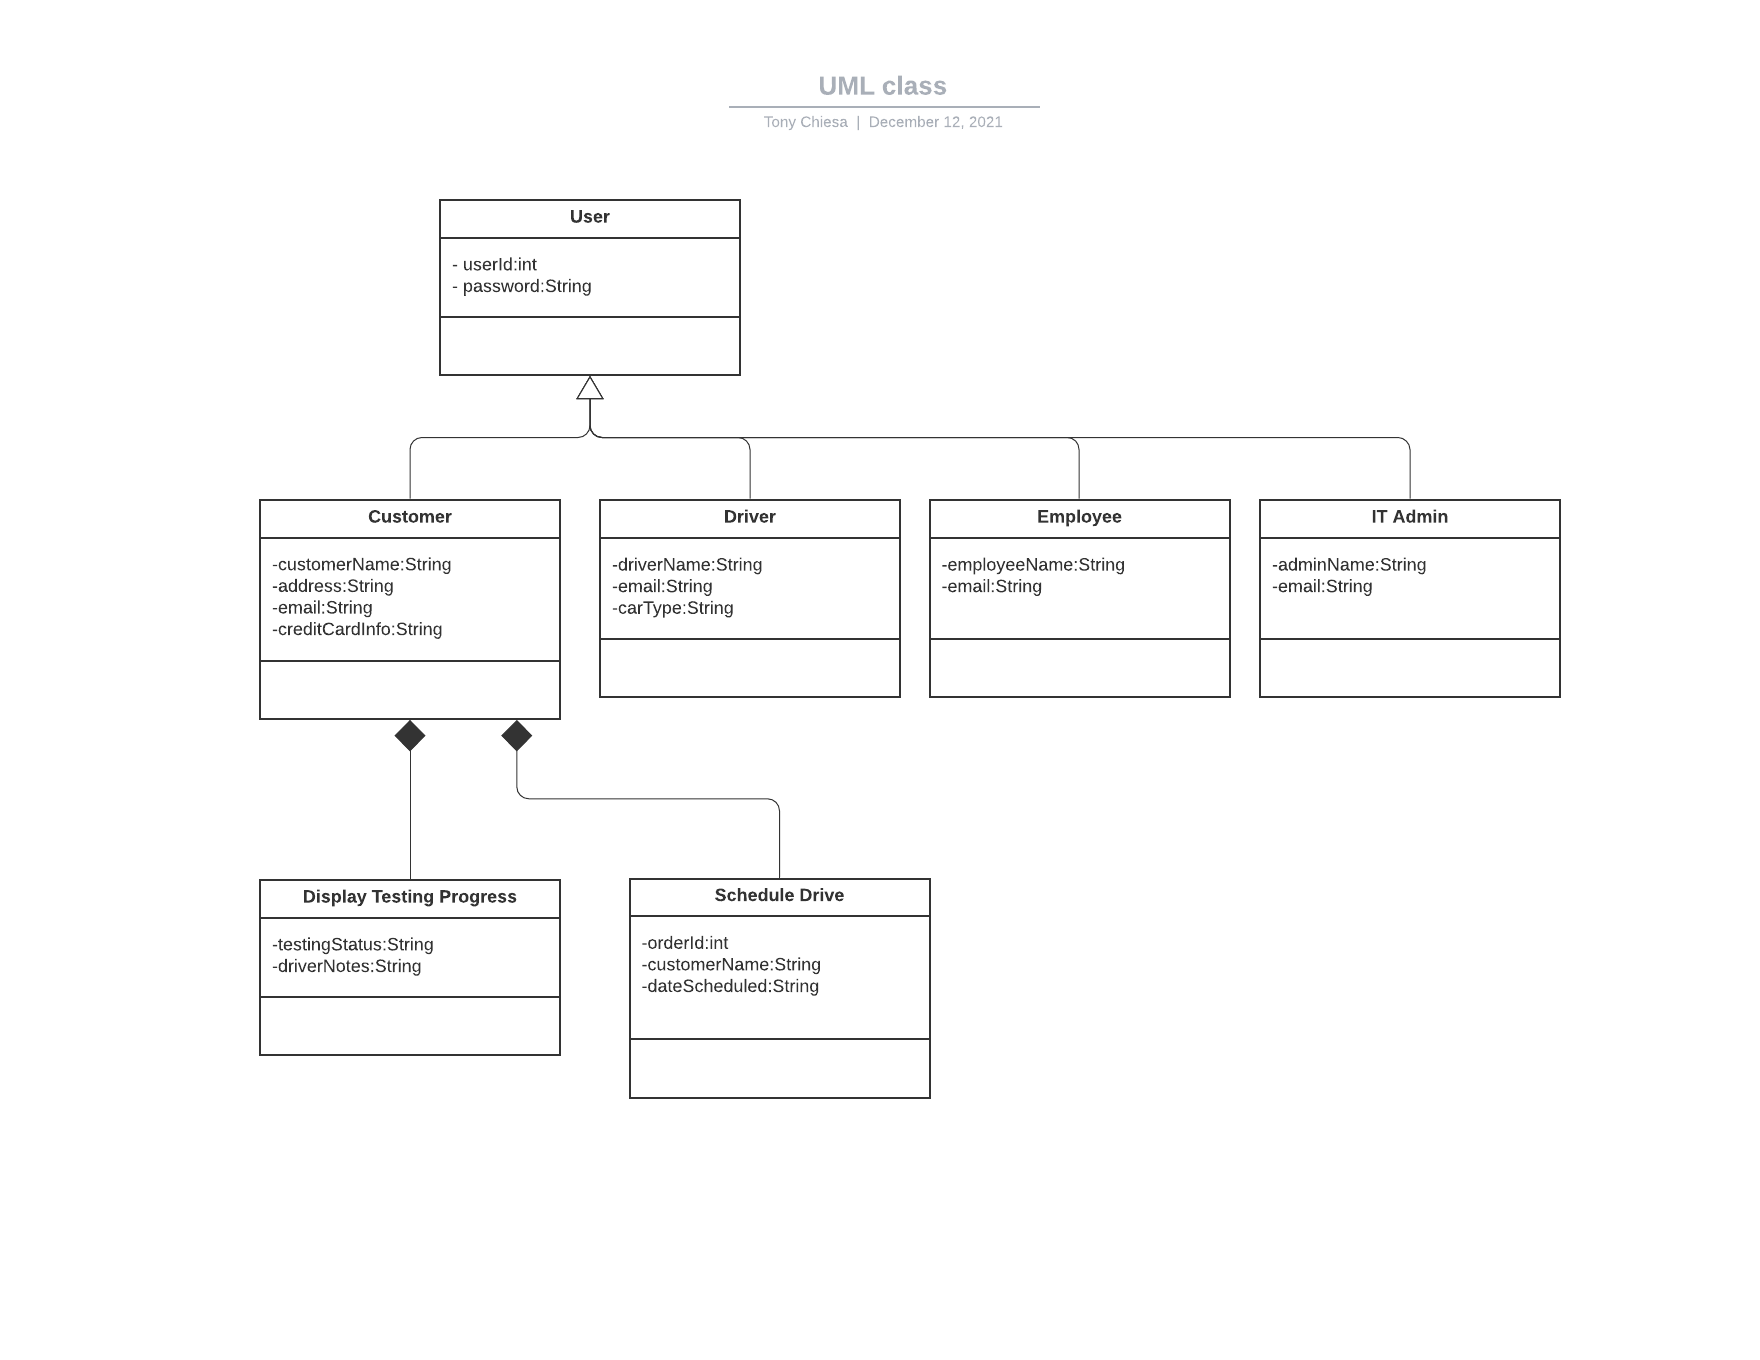 UML class
Tony Chiesa | December 12, 2021
User
- userId:int
- password:String
Customer
-customerName:String
-address:String
-email:String
-creditCardInfo:String
Driver
-driverName:String
-email:String
-carType:String
Employee
-employeeName:String
-email:String
IT Admin
-adminName:String
-email:String
Display Testing Progress
-testingStatus:String
-driverNotes:String
Schedule Drive
-orderId:int
-customerName:String
-dateScheduled:String